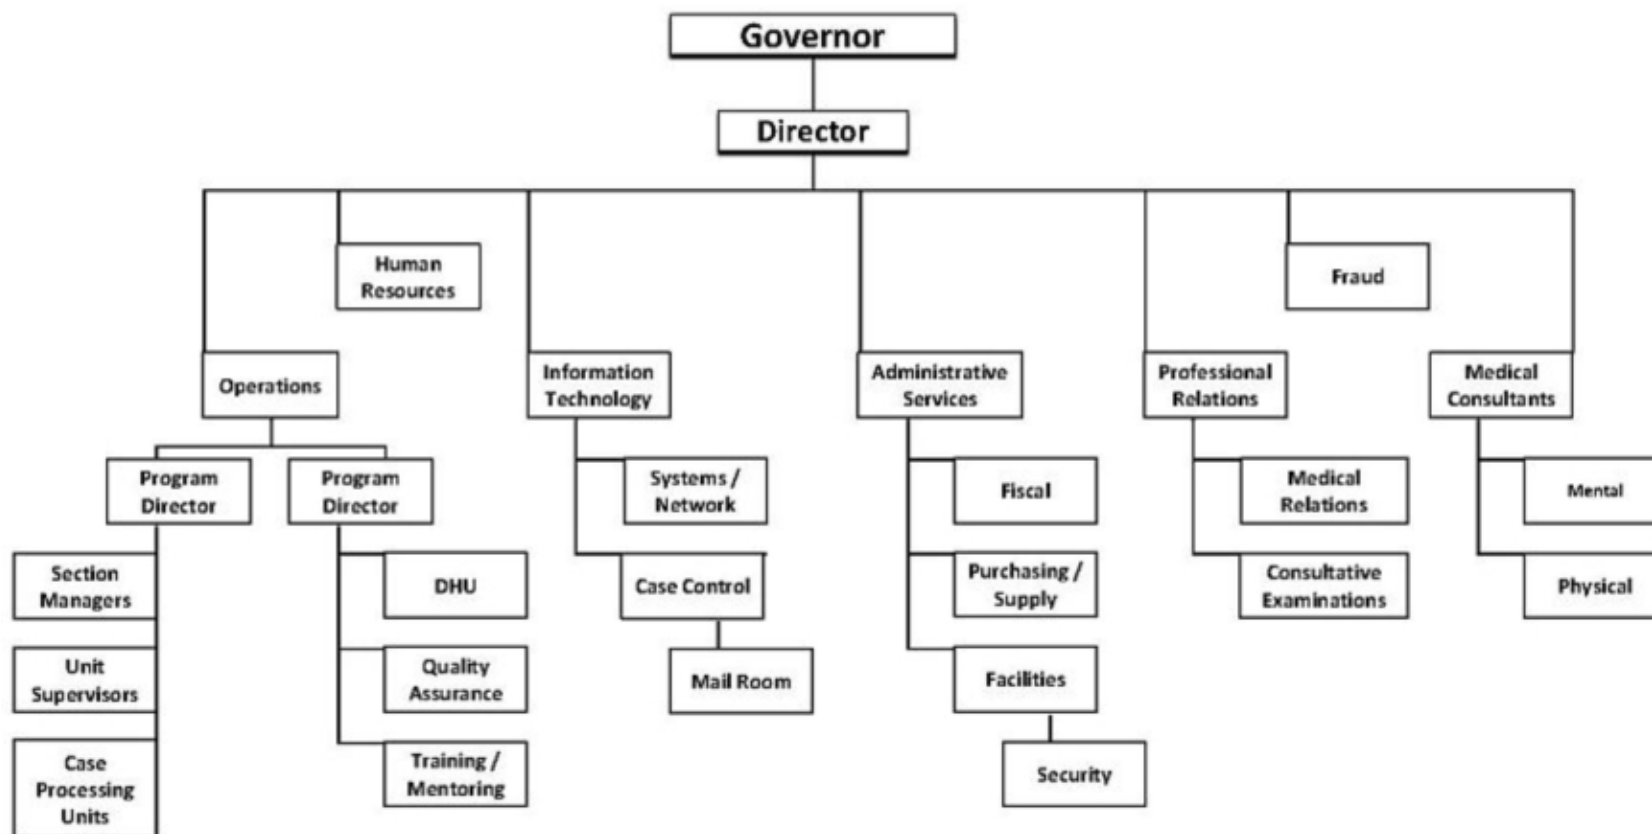 Governor
Director
Human
Resources
Fraud
Operations
Information
Technology
Administrative
Services
Professional
Relations
Medical
Consultants
Program
Director
Program
Director
Systems /
Network
Fiscal
Medical
Relations
Mental
Section
Managers
DHU
Case Control
Purchasing /
Supply
Consultative
Examinations
Physical
Unit
Supervisors
Quality
Assurance
Mail Room
Facilities
Case
Processing
Units
Training /
Mentoring
Security